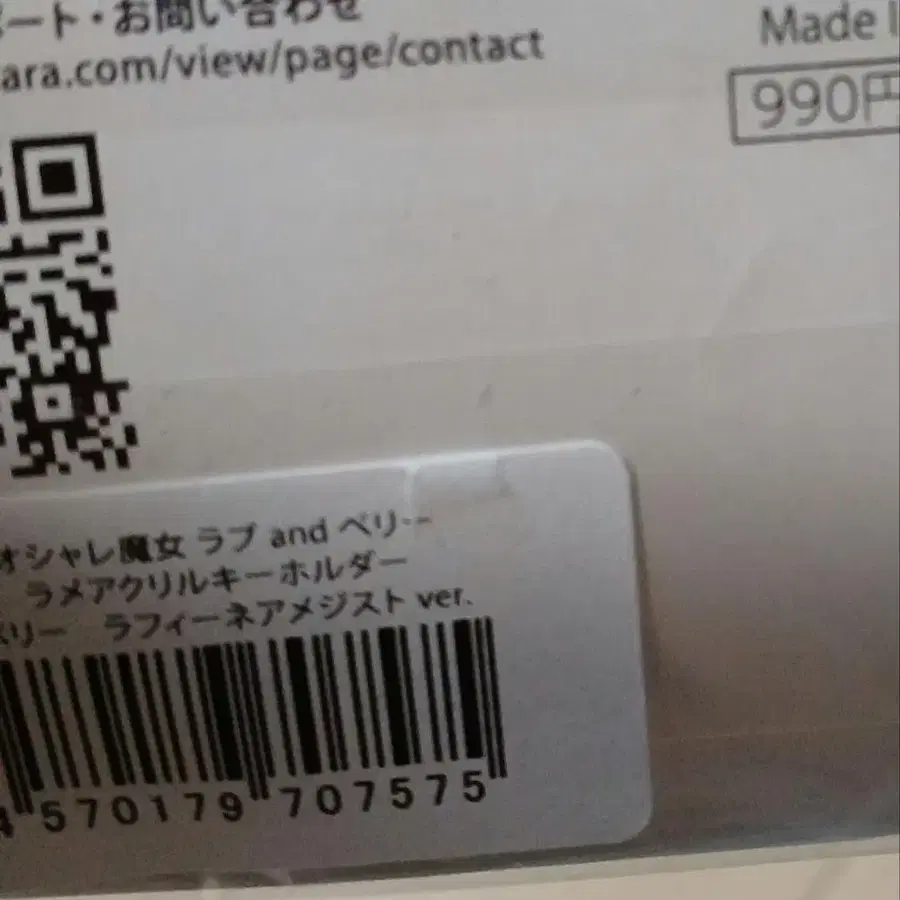 ポート・お問い合わせ
ara.com/view/page/contact
Made I
990円
オシャレ魔女 ラブ and ベリー
ラメアクリルキーホルダー
ベリー ラフィーネアメジスト ver.
4 570179 707575